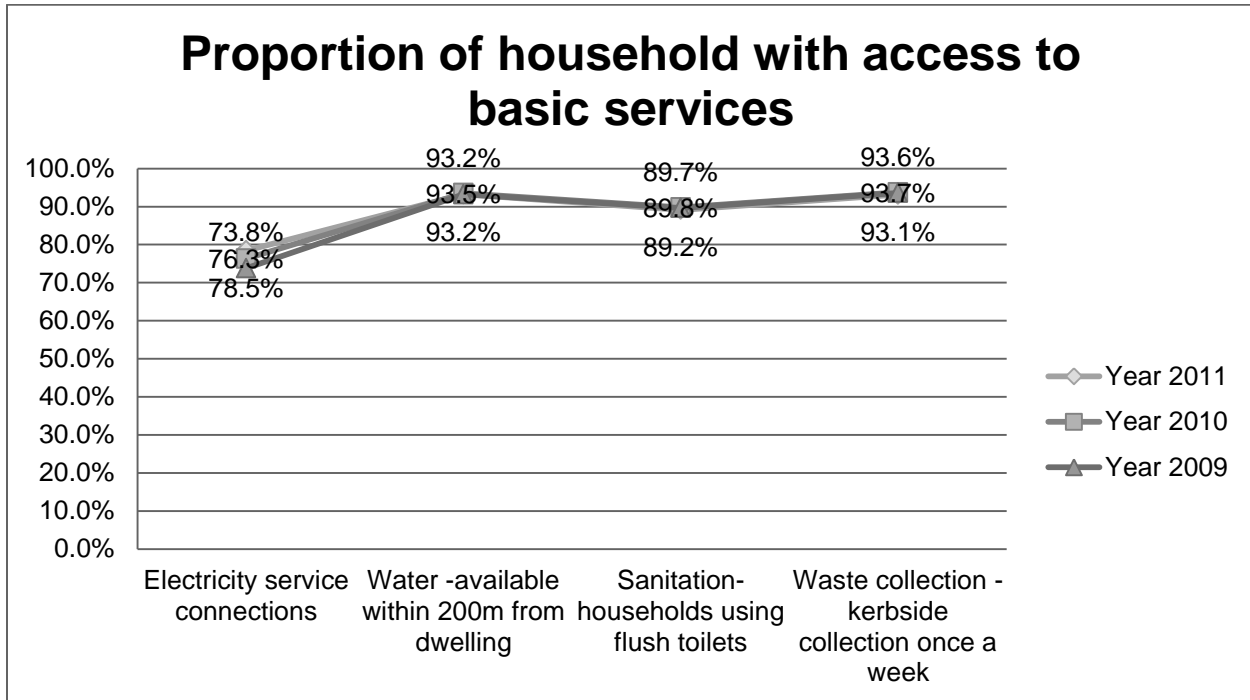 Proportion of household with access to
basic services
100.0%
90.0%
80.0%
70.0%
60.0%
50.0%
40.0%
30.0%
20.0%
10.0%
0.0%
73.8%
76.3%
78.5%
93.2%
93.5%
93.2%
89.7%
89.8%
89.2%
93.6%
93.7%
93.1%
Electricity service
connections
Water -available
within 200m from
dwelling
Sanitation-
households using
flush toilets
Waste collection -
kerbside
collection once a
week
Year 2011
Year 2010
Year 2009